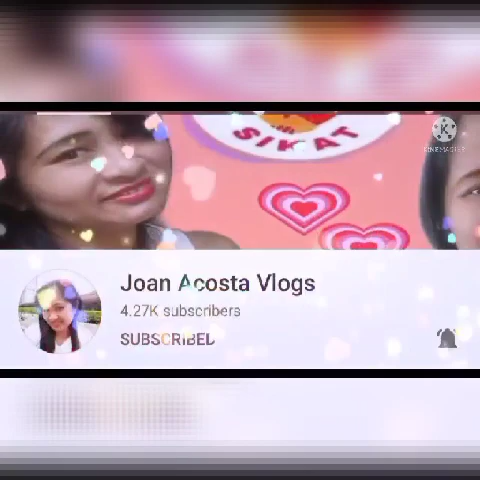 SIKAT
KINEMASTER
Joan Acosta Vlogs
4.27K subscribers
SUBSCRIBED